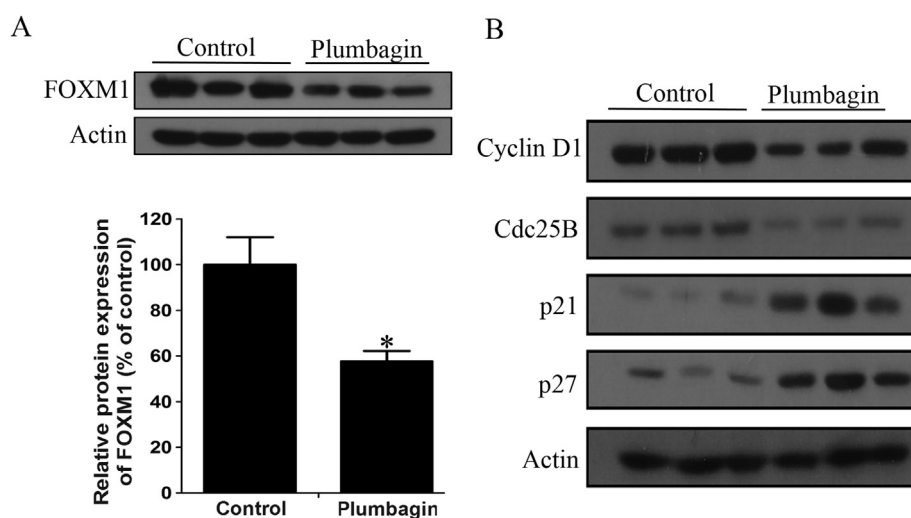 A
Control Plumbagin
FOXM1
Actin
Relative protein expression
of FOXM1 (% of control)
120
100
80
60
40
20
0
*
Control Plumbagin
B
Control Plumbagin
Cyclin D1
Cdc25B
p21
p27
Actin